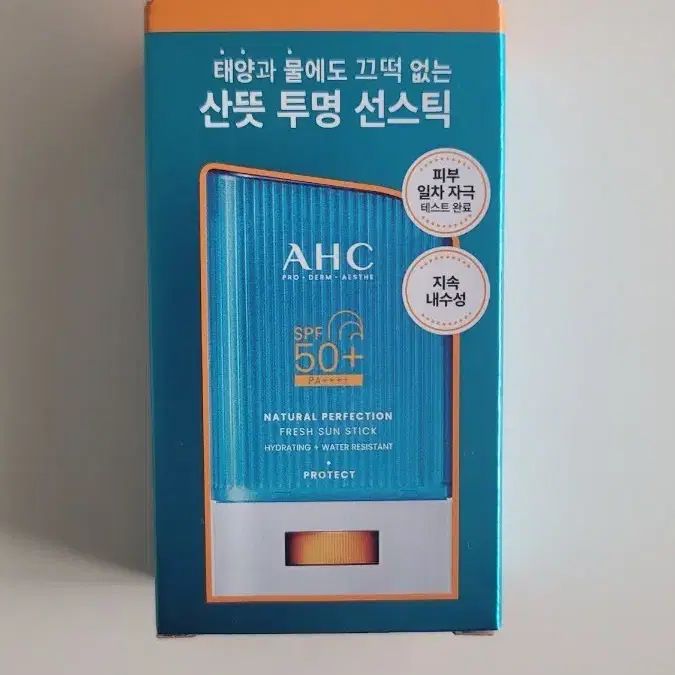 태양과 물에도 끄떡 없는
산뜻 투명 선스틱
피부
일차 자극
테스트 완료
지속
내수성
AHC
PRO • DERM • AESTHE
SPF
50+
PA++++
NATURAL PERFECTION
FRESH SUN STICK
HYDRATING + WATER RESISTANT
PROTECT